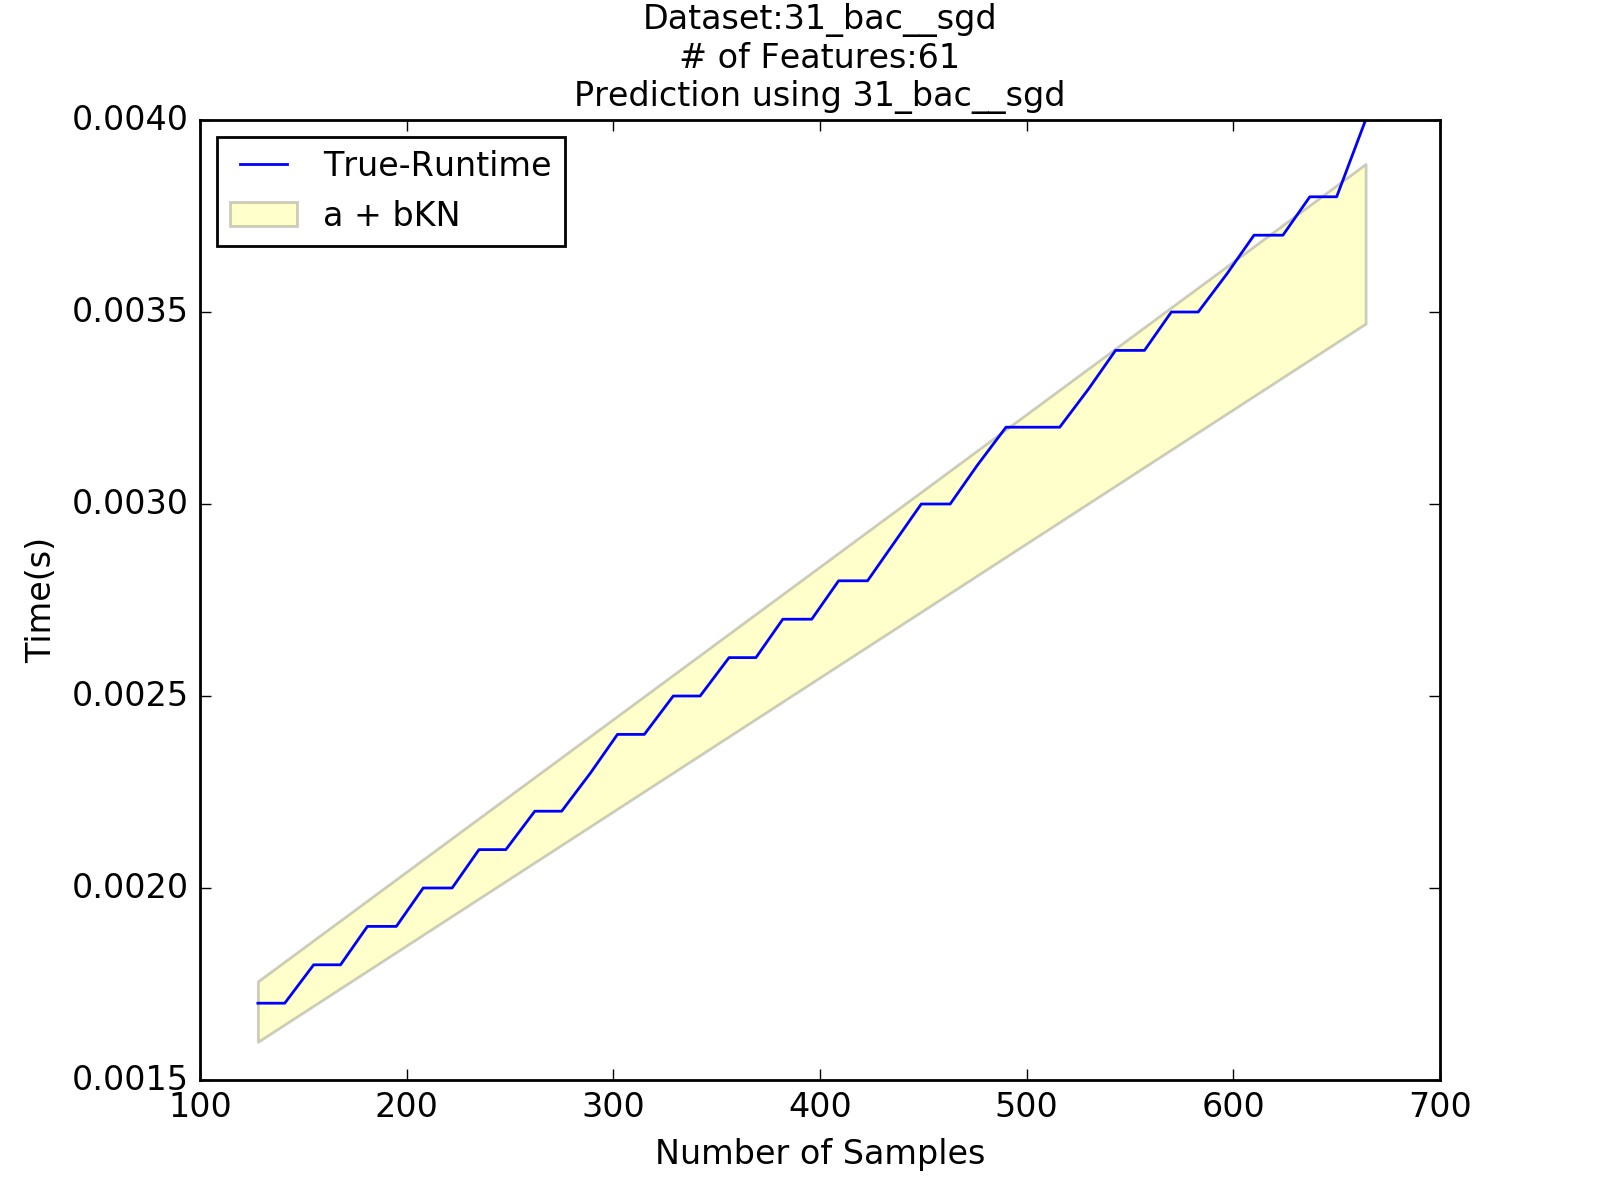 Dataset:31_bac__sgd
# of Features:61
Prediction using 31_bac__sgd
True-Runtime
a + bKN
0.0040
0.0035
0.0030
0.0025
0.0020
0.0015
Time(s)
100 200 300 400 500 600 700
Number of Samples